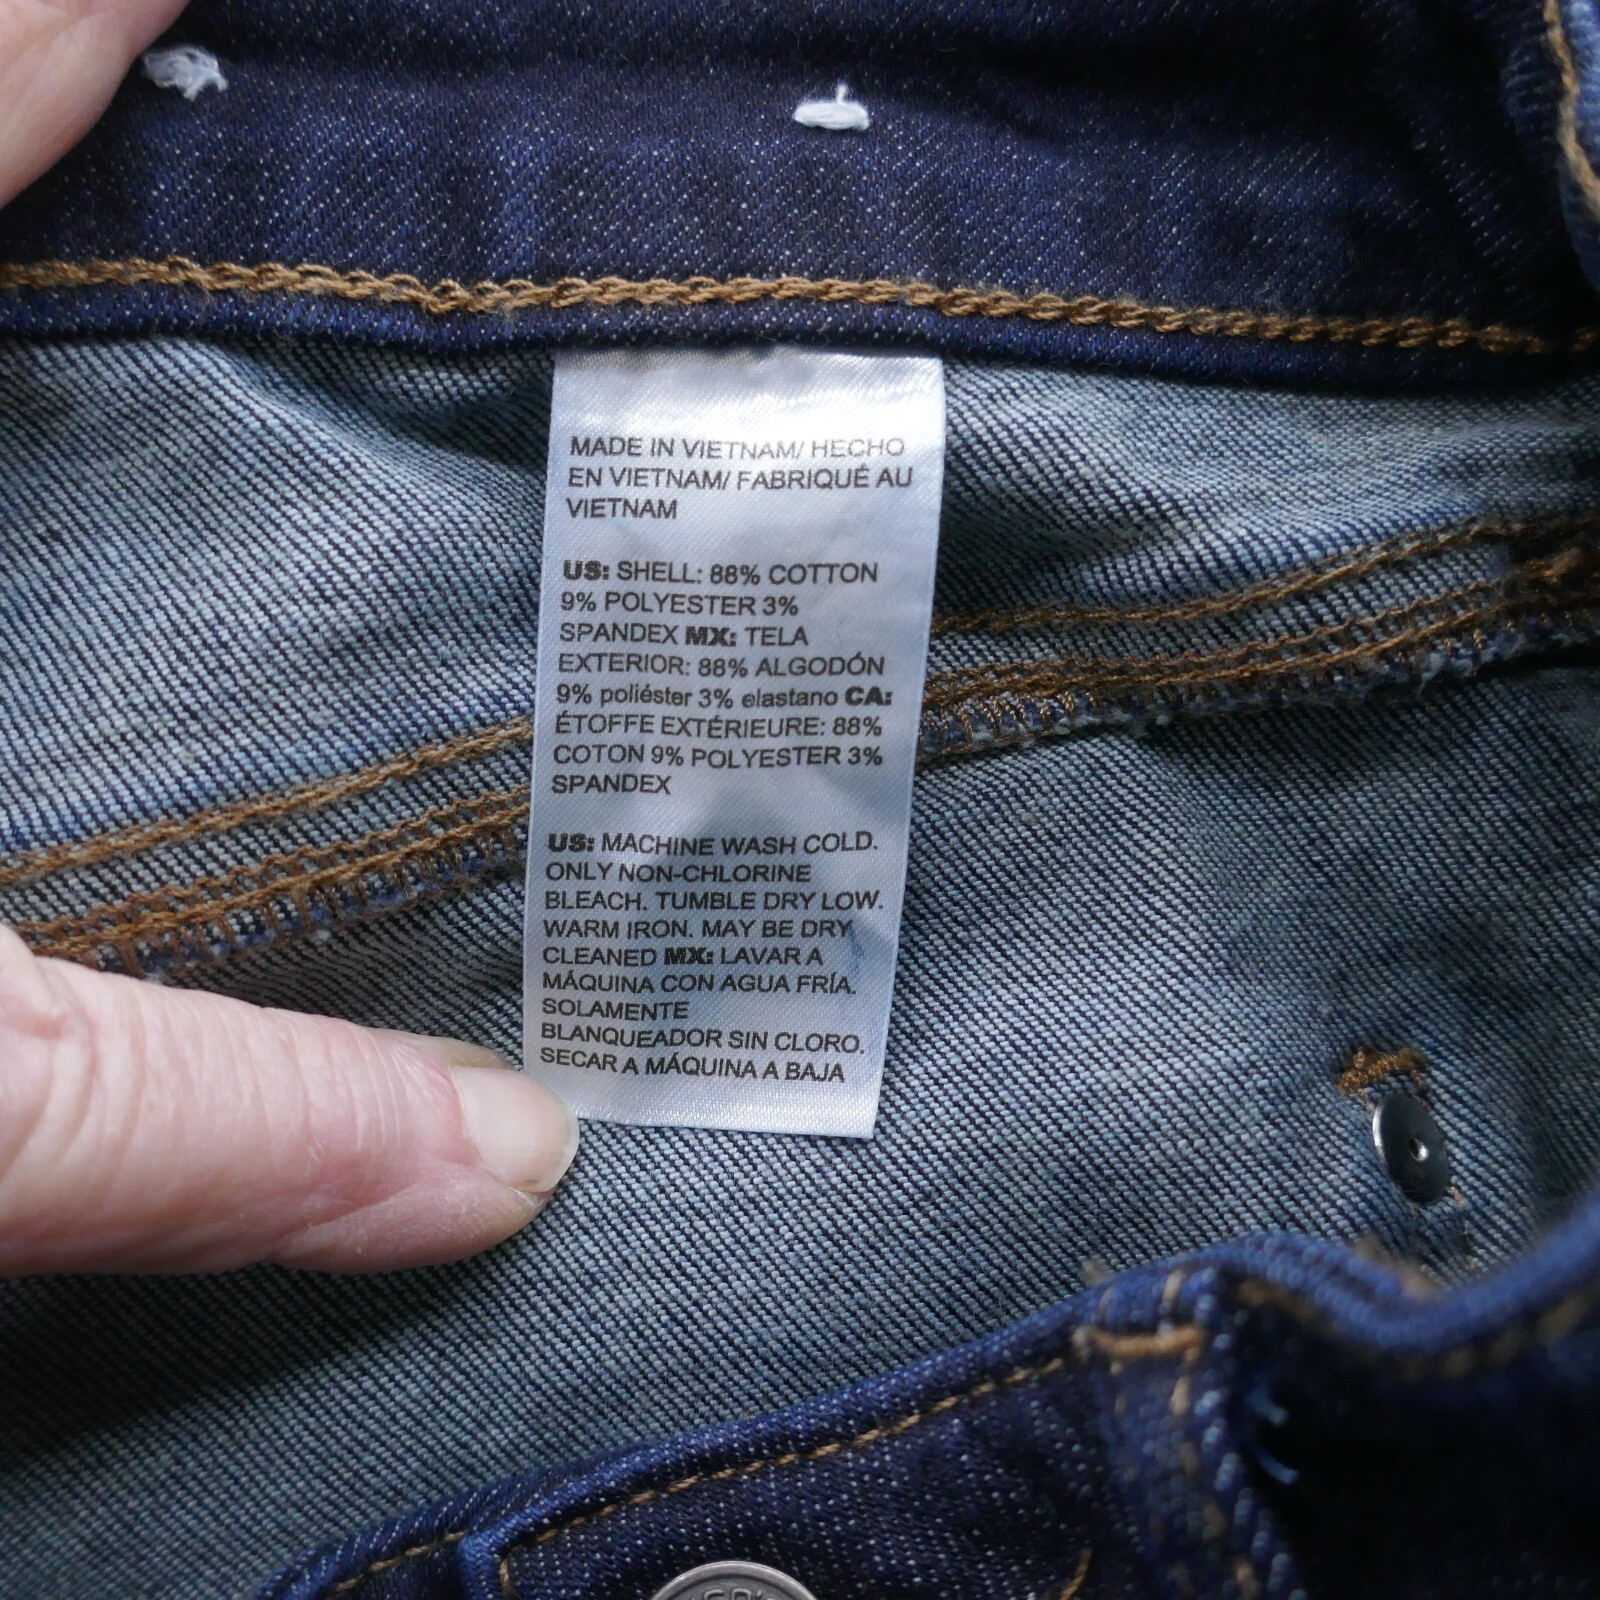 MADE IN VIETNAM/ HECHO
EN VIETNAM/ FABRIQUÉ AU
VIETNAM
US: SHELL: 88% COTTON
9% POLYESTER 3%
SPANDEX MX: TELA
EXTERIOR: 88% ALGODÓN
9% poliéster 3% elastano CA:
ÉTOFFE EXTÉRIEURE: 88%
COTON 9% POLYESTER 3%
SPANDEX
US: MACHINE WASH COLD.
ONLY NON-CHLORINE
BLEACH. TUMBLE DRY LOW.
WARM IRON. MAY BE DRY
CLEANED MX: LAVAR A
MÁQUINA CON AGUA FRÍA.
SOLAMENTE
BLANQUEADOR SIN CLORO.
SECAR A MÁQUINA A BAJA